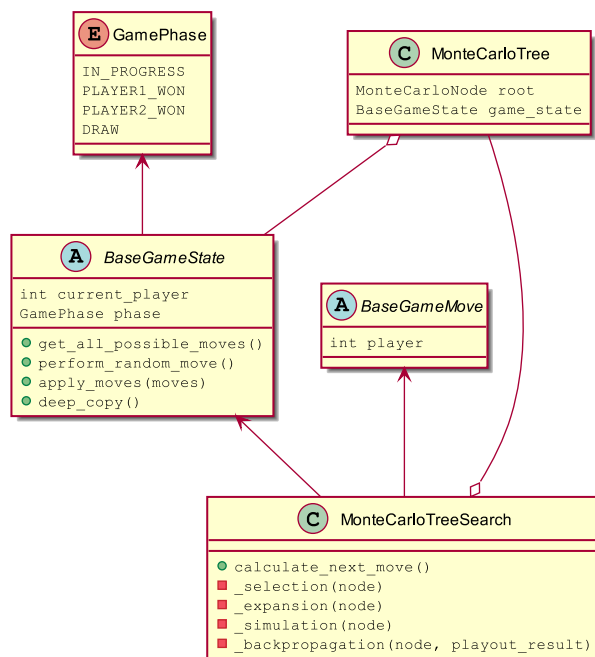 E GamePhase
IN_PROGRESS
PLAYER1_WON
PLAYER2_WON
DRAW
C MonteCarloTree
MonteCarloNode root
BaseGameState game_state
A BaseGameState
int current_player
GamePhase phase
get_all_possible_moves()
perform_random_move()
apply_moves(moves)
deep_copy()
A BaseGameMove
int player
C MonteCarloTreeSearch
calculate_next_move()
_selection(node)
_expansion(node)
_simulation(node)
_backpropagation(node, playout_result)